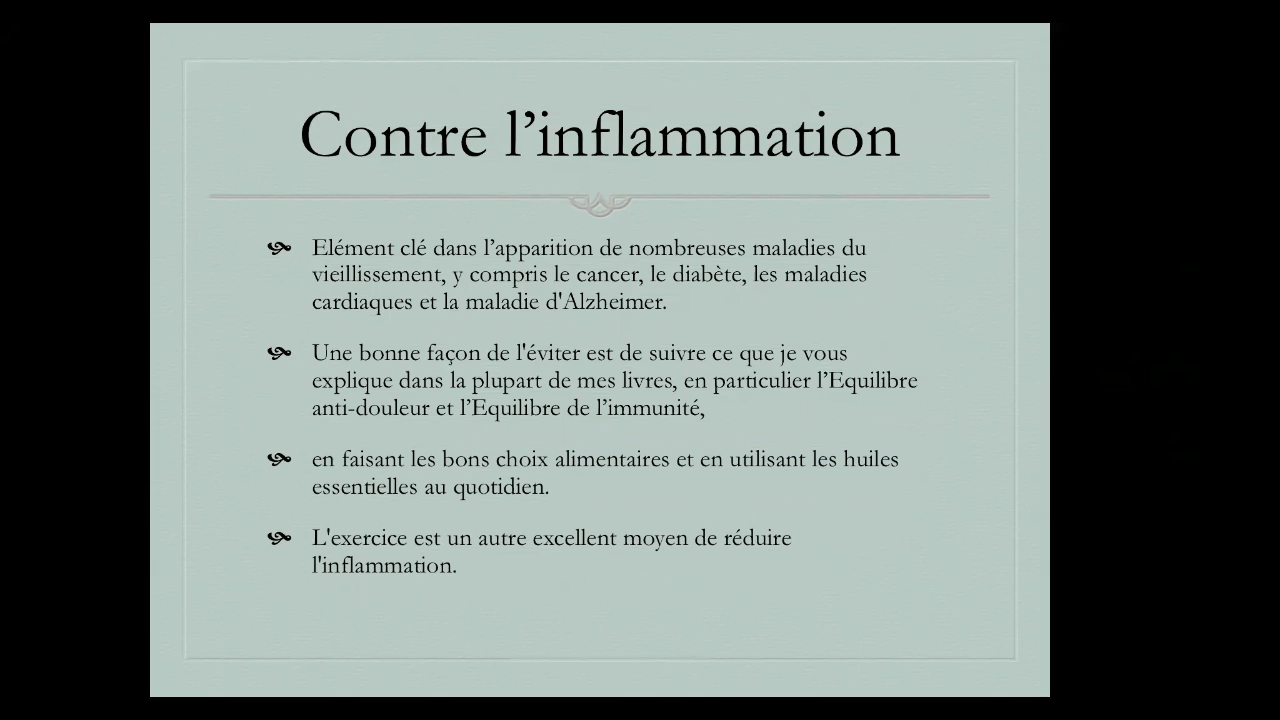 Contre l’inflammation
Elément clé dans l’apparition de nombreuses maladies du
vieillissement, y compris le cancer, le diabète, les maladies
cardiaques et la maladie d'Alzheimer.
Une bonne façon de l'éviter est de suivre ce que je vous
explique dans la plupart de mes livres, en particulier l’Equilibre
anti-douleur et l’Equilibre de l’immunité,
en faisant les bons choix alimentaires et en utilisant les huiles
essentielles au quotidien.
L'exercice est un autre excellent moyen de réduire
l'inflammation.